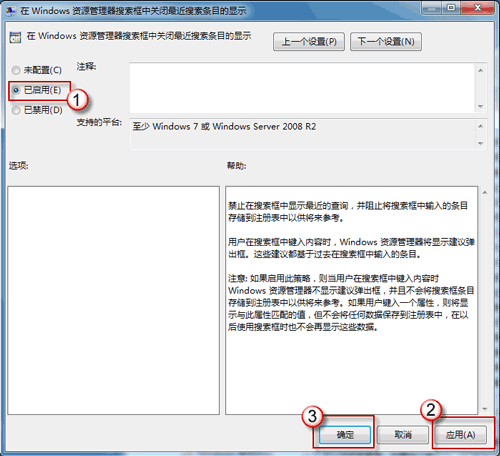 在 Windows 资源管理器搜索框中关闭最近搜索条目的显示
在 Windows 资源管理器搜索框中关闭最近搜索条目的显示
上一个设置(P)
下一个设置(N)
未配置(C)
注释:
已启用(E)
1
已禁用(D)
支持的平台:
至少 Windows 7 或 Windows Server 2008 R2
选项:
帮助:
禁止在搜索框中显示最近的查询，并阻止将搜索框中输入的条目
存储到注册表中以供将来参考。
用户在搜索框中键入内容时，Windows 资源管理器将显示建议弹
出框。这些建议都基于过去在搜索框中输入的条目。
注意: 如果启用此策略，则当用户在搜索框中键入内容时
Windows 资源管理器不显示建议弹出框，并且不会将搜索框条目
存储到注册表中以供将来参考。如果用户键入一个属性，则将显
示与此属性匹配的值，但不会将任何数据保存到注册表中，在以
后使用搜索框时也不会再显示这些数据。
3
2
确定
取消
应用(A)